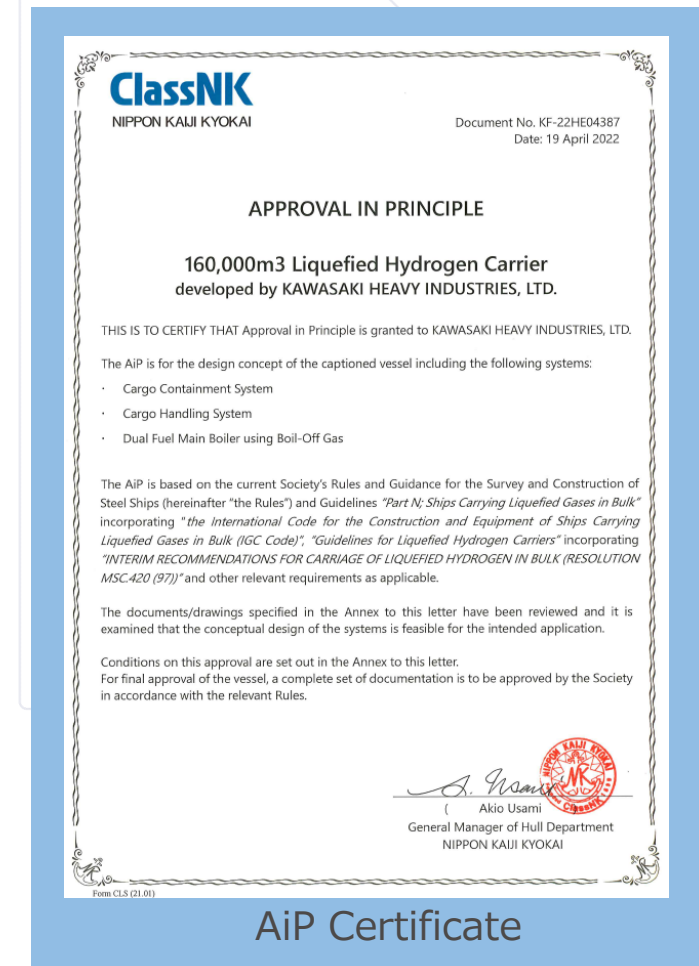 ClassNK
NIPPON KAIJI KYOKAI
Document No. KF-22HE04387
Date: 19 April 2022
APPROVAL IN PRINCIPLE
160,000m3 Liquefied Hydrogen Carrier
developed by KAWASAKI HEAVY INDUSTRIES, LTD.
THIS IS TO CERTIFY THAT Approval in Principle is granted to KAWASAKI HEAVY INDUSTRIES, LTD.
The AiP is for the design concept of the captioned vessel including the following systems:
· Cargo Containment System
· Cargo Handling System
· Dual Fuel Main Boiler using Boil-Off Gas
The AiP is based on the current Society's Rules and Guidance for the Survey and Construction of
Steel Ships (hereinafter "the Rules") and Guidelines "Part N; Ships Carrying Liquefied Gases in Bulk"
incorporating "the International Code for the Construction and Equipment of Ships Carrying
Liquefied Gases in Bulk (IGC Code)", "Guidelines for Liquefied Hydrogen Carriers" incorporating
"INTERIM RECOMMENDATIONS FOR CARRIAGE OF LIQUEFIED HYDROGEN IN BULK (RESOLUTION
MSC.420 (97))" and other relevant requirements as applicable.
The documents/drawings specified in the Annex to this letter have been reviewed and it is
examined that the conceptual design of the systems is feasible for the intended application.
Conditions on this approval are set out in the Annex to this letter.
For final approval of the vessel, a complete set of documentation is to be approved by the Society
in accordance with the relevant Rules.
A. Usami
NIPPON KAIJI KYOKAI
NK
ClassNK
( Akio Usami
General Manager of Hull Department
NIPPON KAIJI KYOKAI
Form CLS (21.01)
AiP Certificate